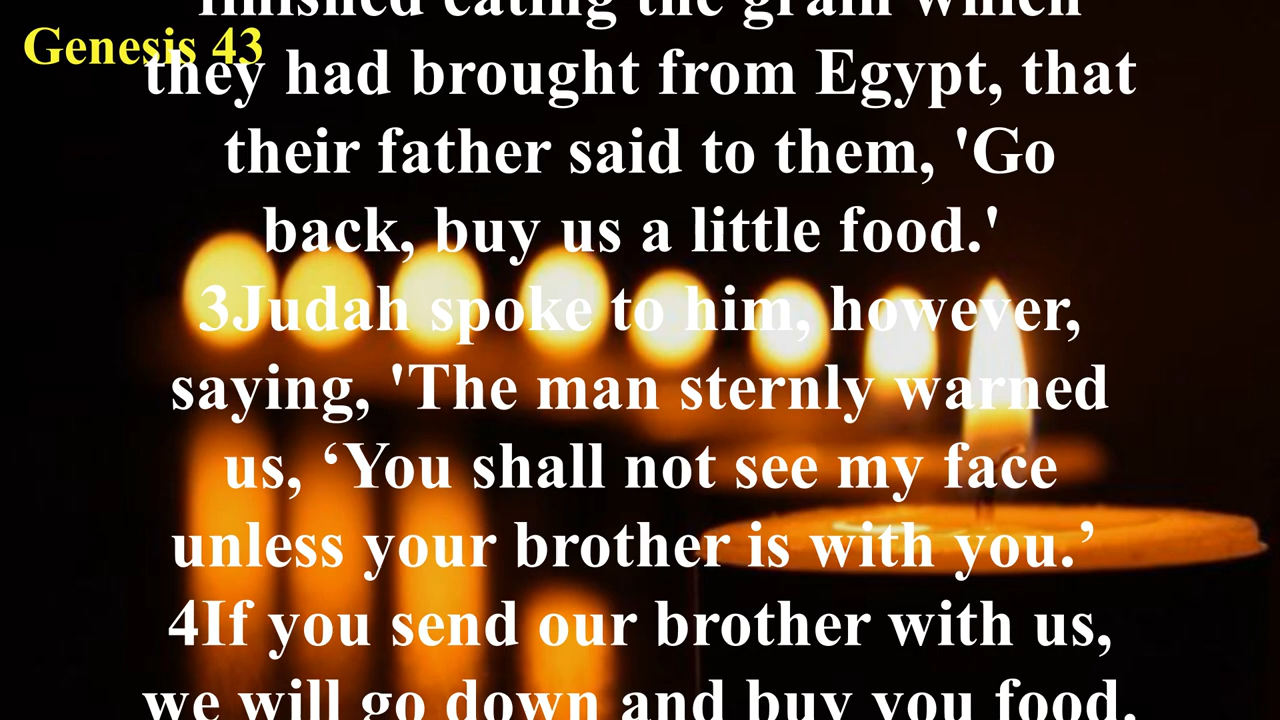 finished eating the grain which
Genesis 43
they had brought from Egypt, that
their father said to them, 'Go
back, buy us a little food.'
3Judah spoke to him, however,
saying, 'The man sternly warned
us, ‘You shall not see my face
unless your brother is with you.’
4If you send our brother with us,
we will go down and buy you food.